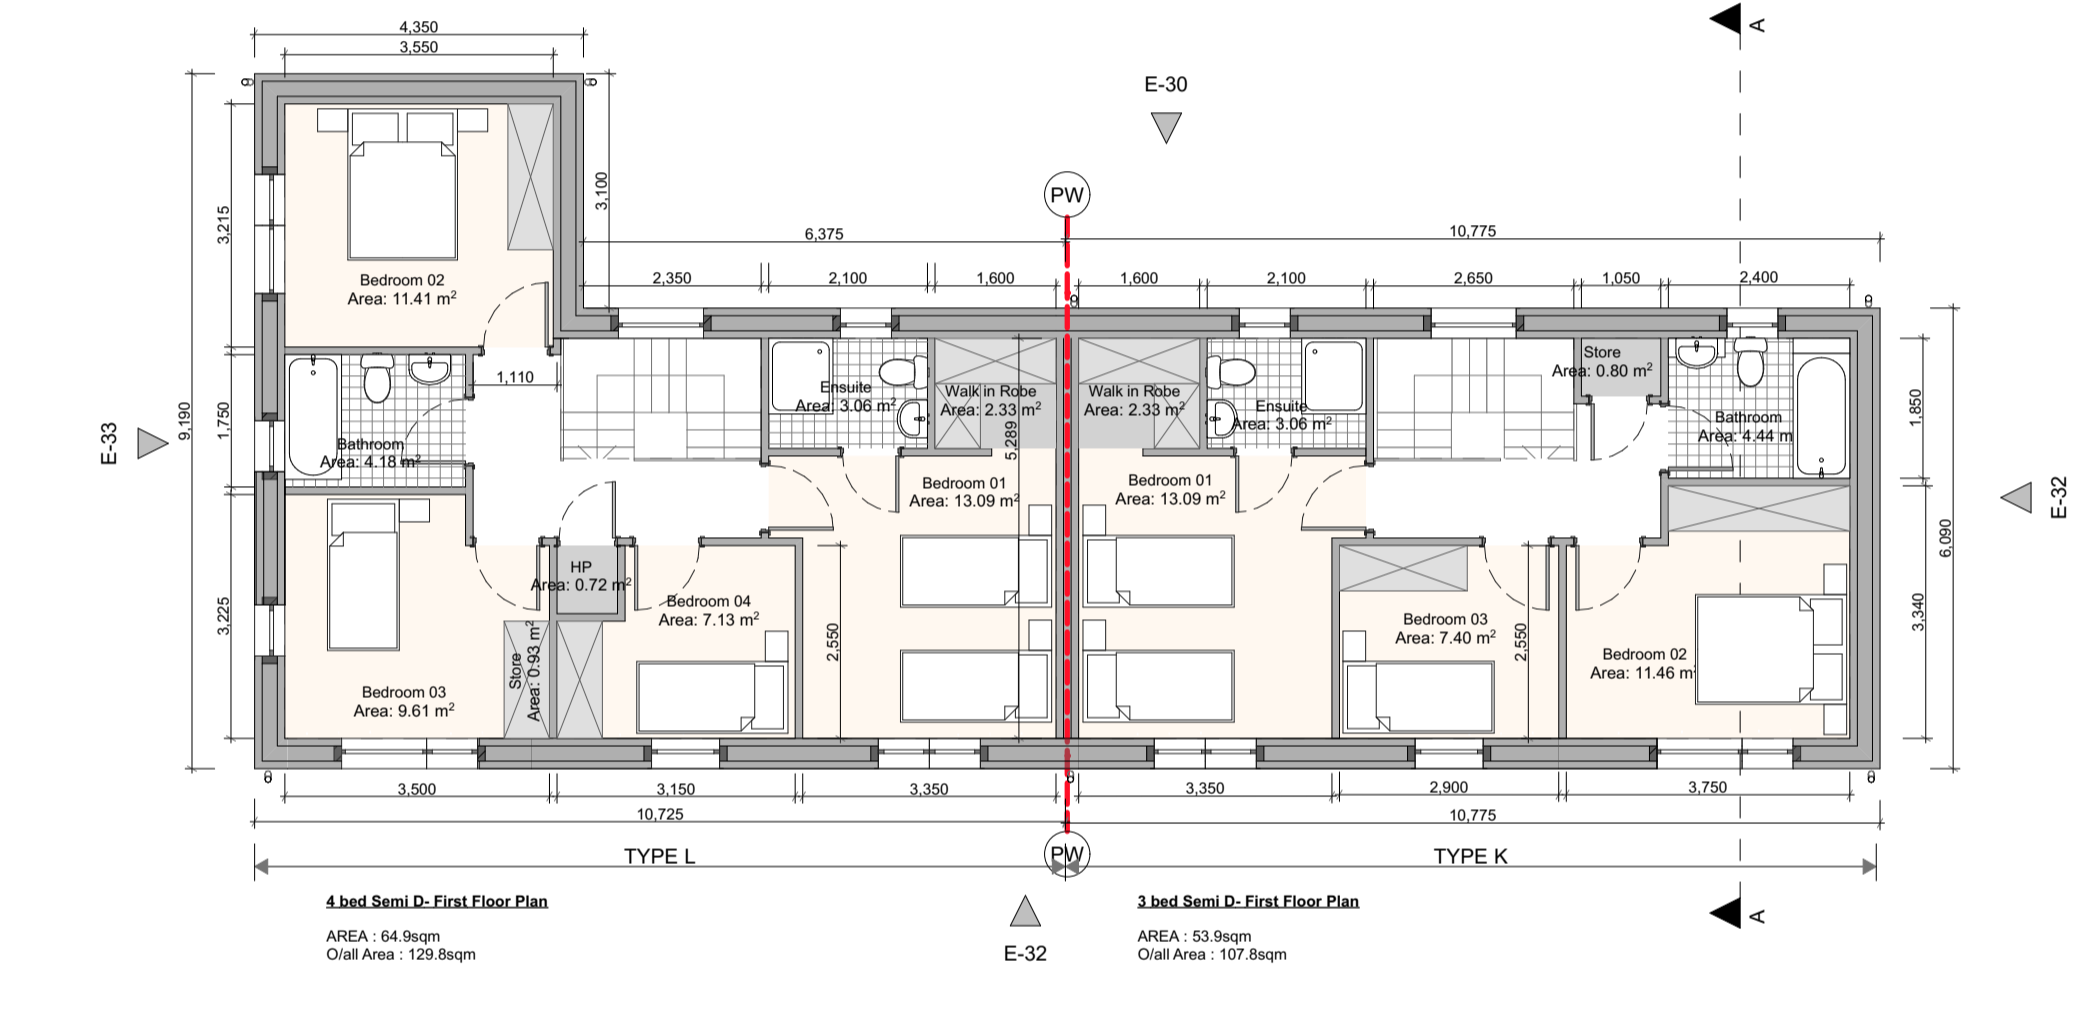 4,350
3,550
A
E-30
3,100
3,215
PW
6,375
10,775
2,350
2,100
1,600
1,600
2,100
2,650
1,050
2,400
Bedroom 02
Area: 11.41 m²
9,190
1,750
1,110
Ensuite
Area: 3.06 m²
Walk in Robe
Area: 2.33 m²
5,289
Walk in Robe
Area: 2.33 m²
Ensuite
Area: 3.06 m²
Store
Area: 0.80 m²
Bathroom
Area: 4.44 m
1,850
E-33
Bathroom
Area: 4.18 m²
Bedroom 01
Area: 13.09 m²
Bedroom 01
Area: 13.09 m²
E-32
6,090
HP
Area: 0.72 m²
Bedroom 04
Area: 7.13 m²
3,225
2,550
Bedroom 03
Area: 7.40 m²
2,550
3,340
Bedroom 02
Area: 11.46 m²
Store
Area: 0.93 m²
Bedroom 03
Area: 9.61 m²
3,500
3,150
3,350
3,350
2,900
3,750
10,725
10,775
TYPE L
PW
TYPE K
4 bed Semi D- First Floor Plan
AREA : 64.9sqm
O/all Area : 129.8sqm
E-32
3 bed Semi D- First Floor Plan
AREA : 53.9sqm
O/all Area : 107.8sqm
A